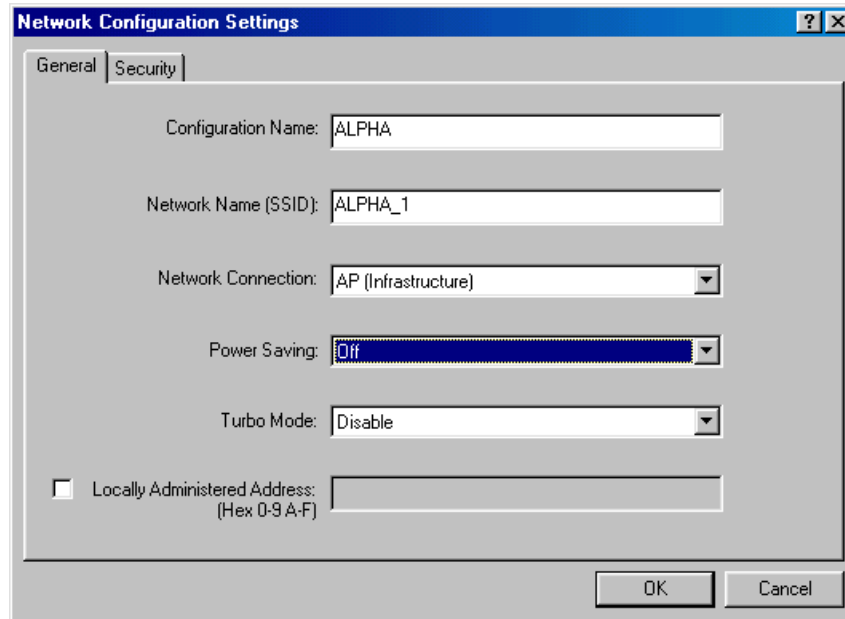 Network Configuration Settings
General
Security
Configuration Name: ALPHA
Network Name (SSID): ALPHA_1
Network Connection: AP (Infrastructure)
Power Saving: Off
Turbo Mode: Disable
Locally Administered Address:
(Hex 0-9 A-F)
OK
Cancel